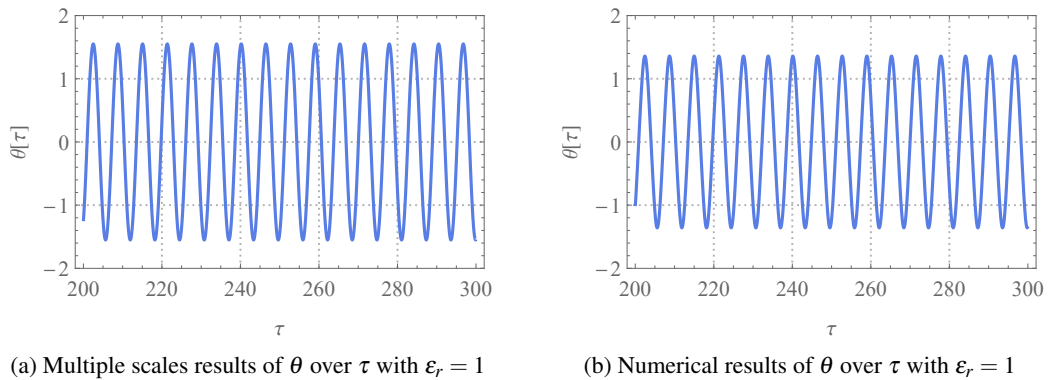 2
1
0
−1
−2
θ[τ]
200 220 240 260 280 300
τ
(a) Multiple scales results of θ over τ with εr = 1
2
1
0
−1
−2
θ[τ]
200 220 240 260 280 300
τ
(b) Numerical results of θ over τ with εr = 1